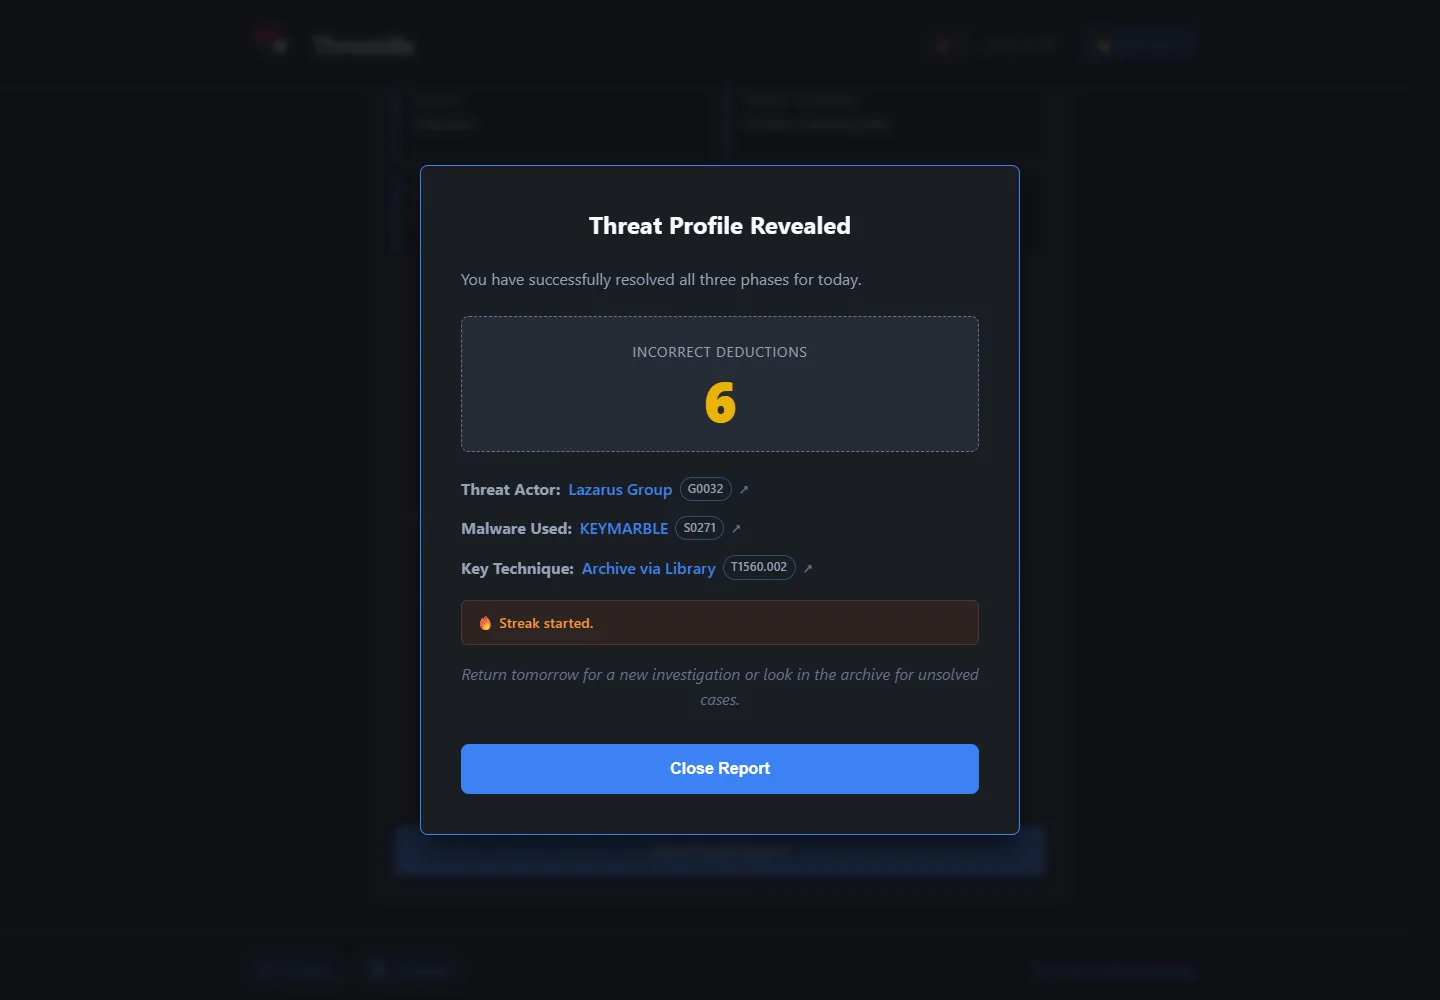 Threat Profile Revealed
You have successfully resolved all three phases for today.
INCORRECT DEDUCTIONS
6
Threat Actor: Lazarus Group G0032 ↗
Malware Used: KEYMARBLE S0271 ↗
Key Technique: Archive via Library T1560.002 ↗
🔥 Streak started.
Return tomorrow for a new investigation or look in the archive for unsolved
cases.
Close Report